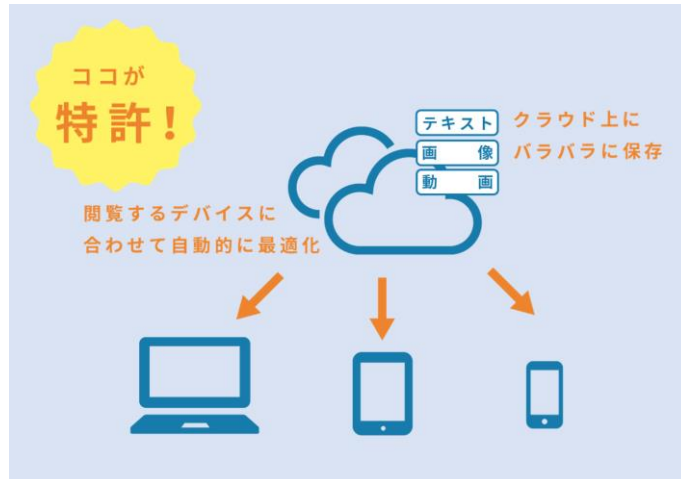 ココが
特許!
テキスト
画像
動画
クラウド上に
バラバラに保存
閲覧するデバイスに
合わせて自動的に最適化